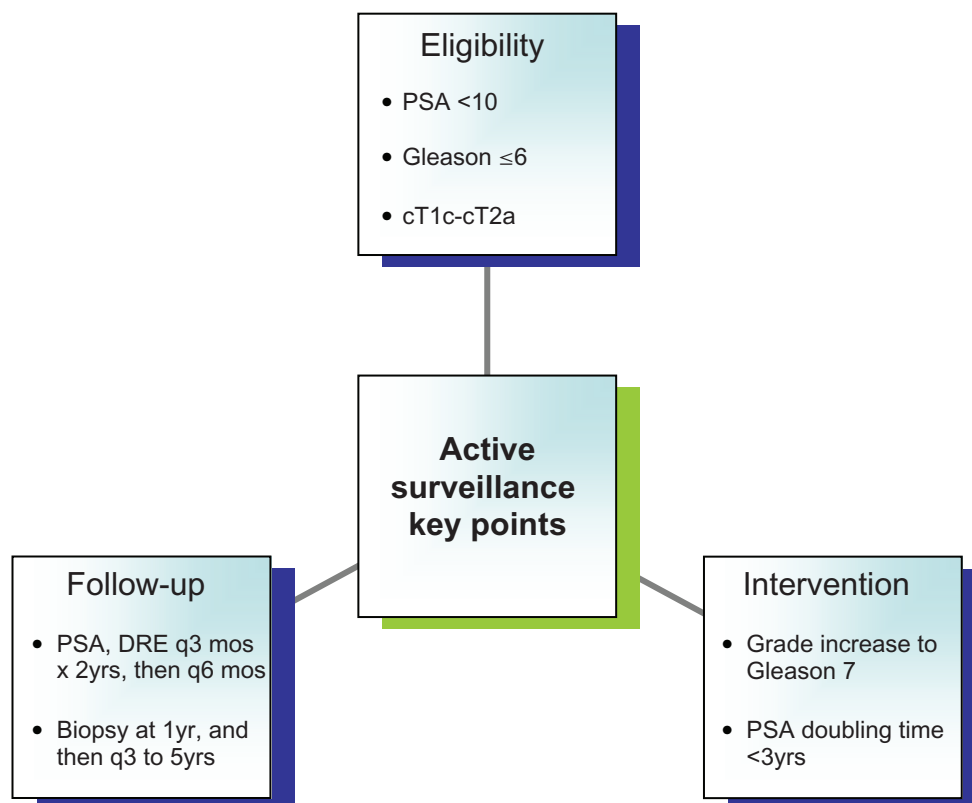 Eligibility
• PSA <10
• Gleason ≤6
• cT1c-cT2a
Active
surveillance
key points
Follow-up
• PSA, DRE q3 mos
x 2yrs, then q6 mos
• Biopsy at 1yr, and
then q3 to 5yrs
Intervention
• Grade increase to
Gleason 7
• PSA doubling time
<3yrs